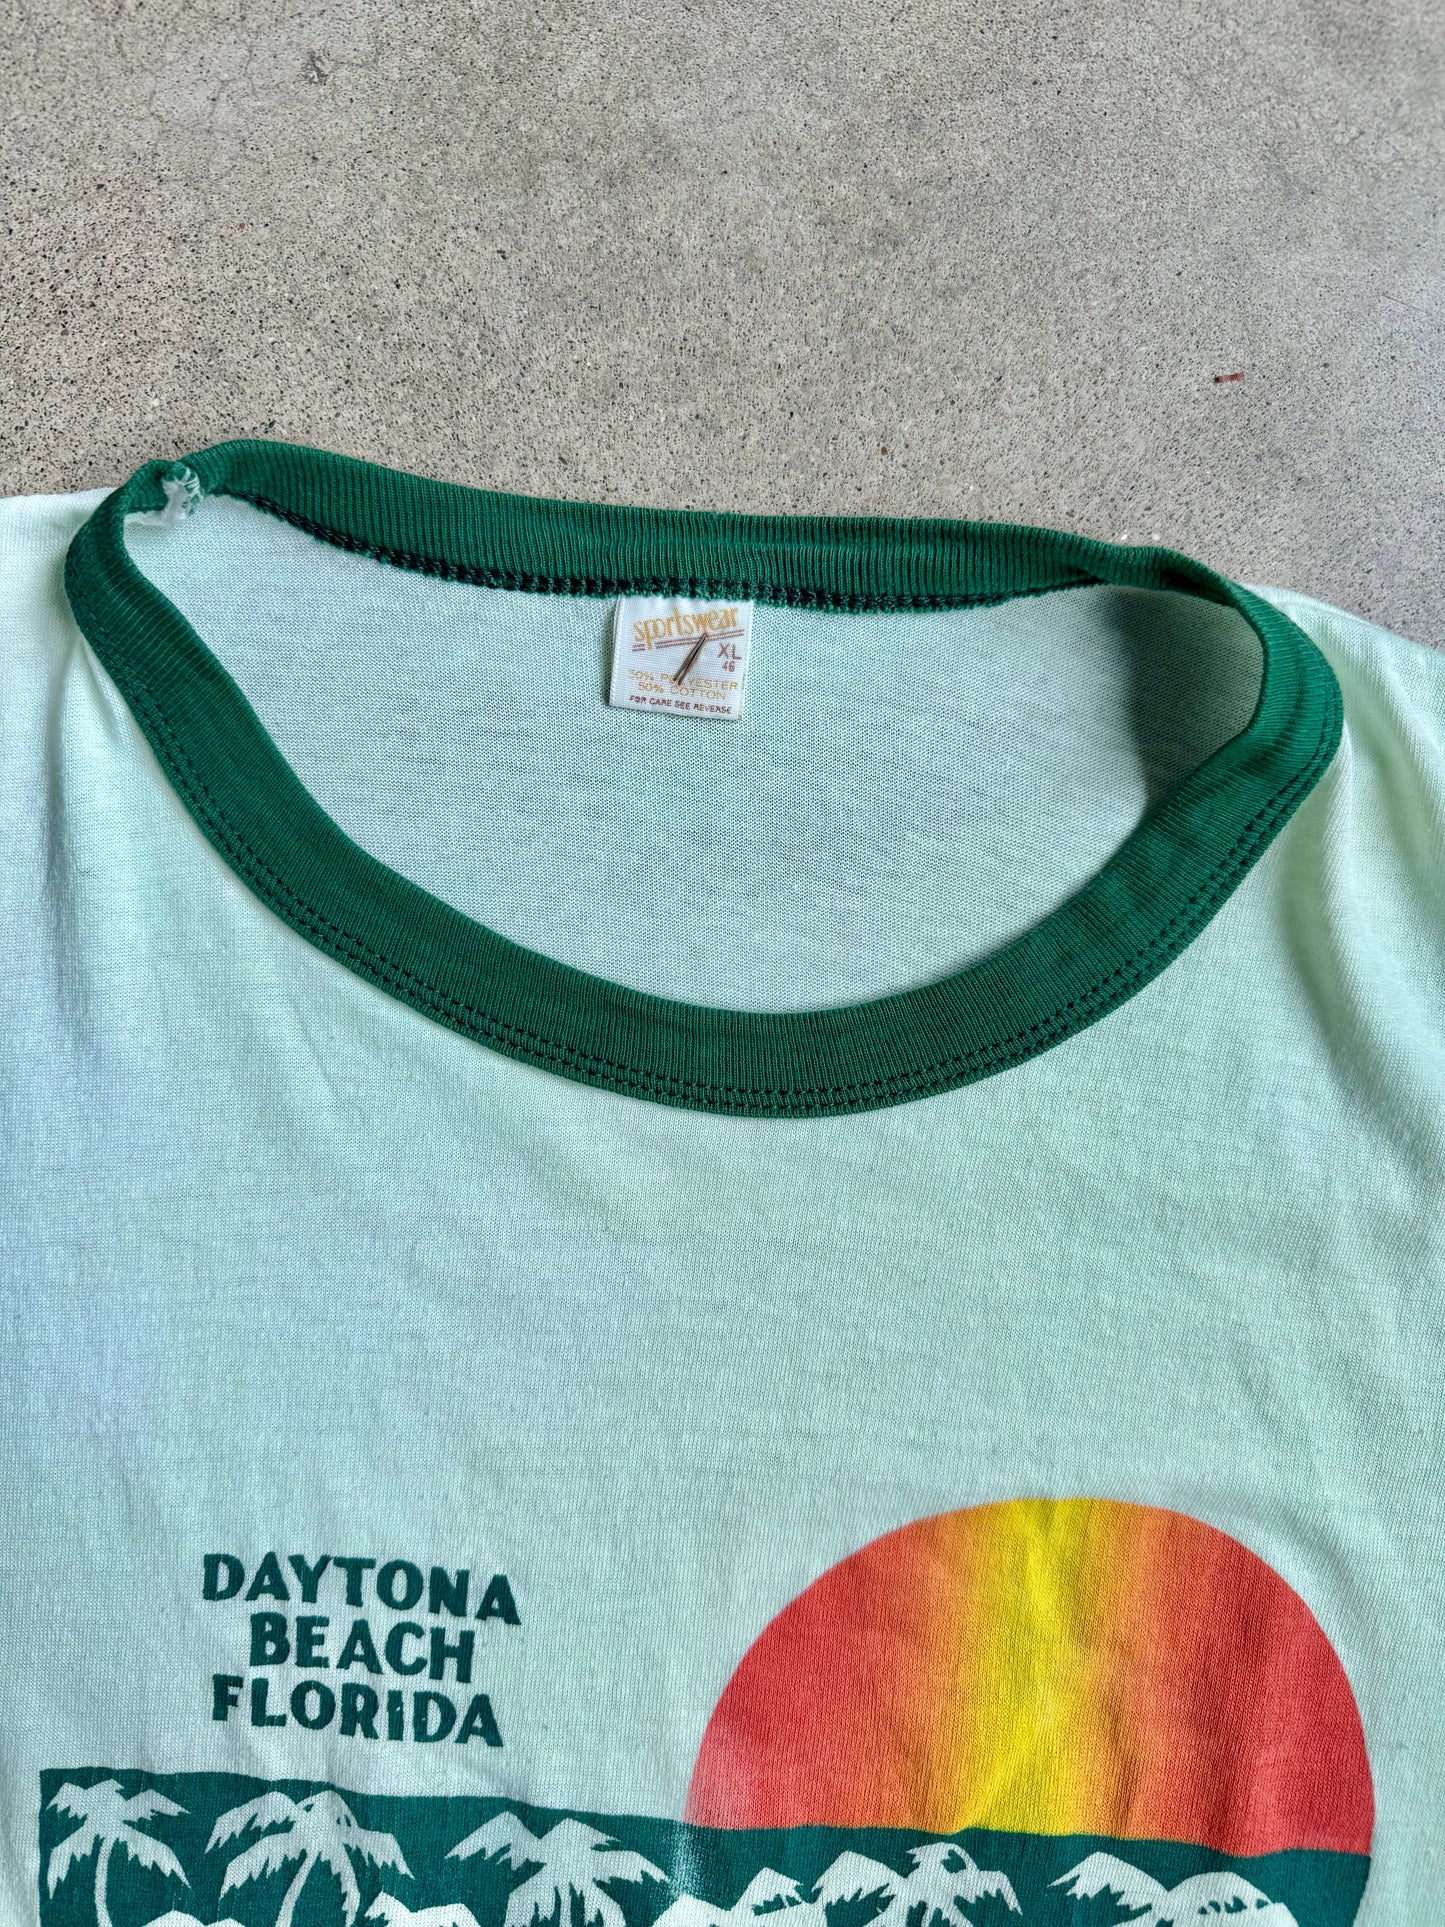 sportswear
XL
46
50% POLYESTER
50% COTTON
FOR CARE SEE REVERSE
DAYTONA
BEACH
FLORIDA